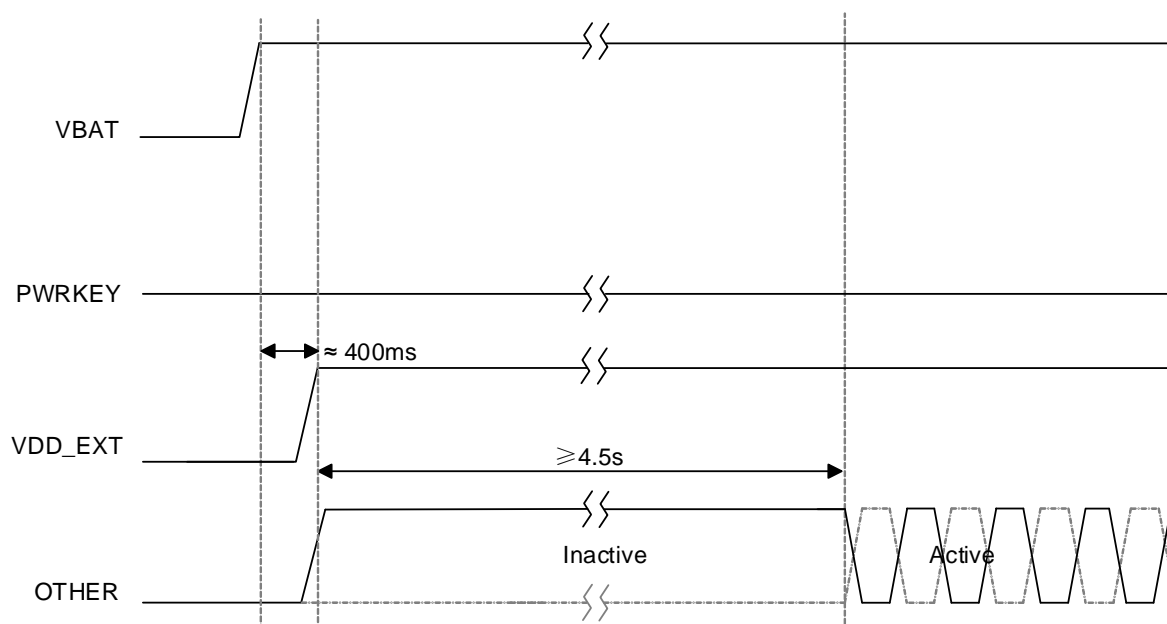 VBAT
PWRKEY
≈ 400ms
VDD_EXT
≥4.5s
Inactive
Active
OTHER